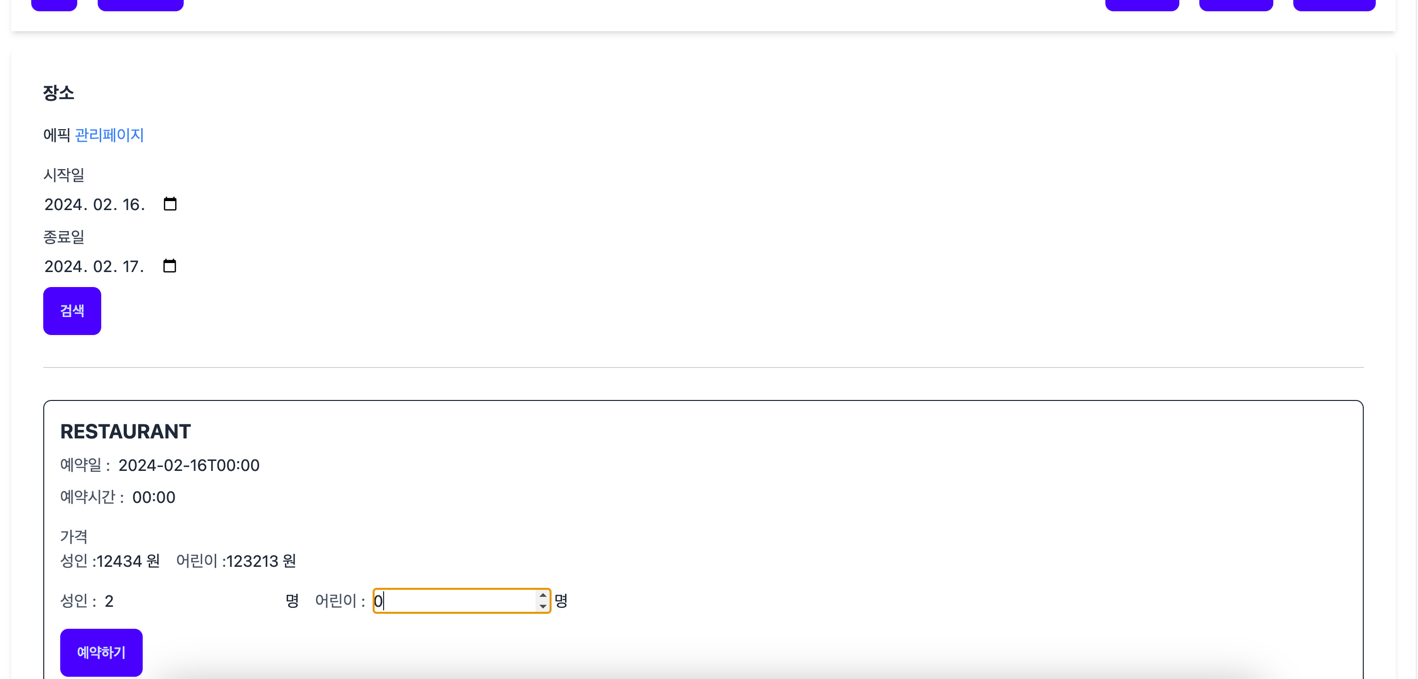 장소
에픽 관리페이지
시작일
2024. 02. 16.
종료일
2024. 02. 17.
검색
RESTAURANT
예약일 : 2024-02-16T00:00
예약시간 : 00:00
가격
성인 :12434 원 어린이 :123213 원
성인 : 2 명 어린이 : 0 명
예약하기